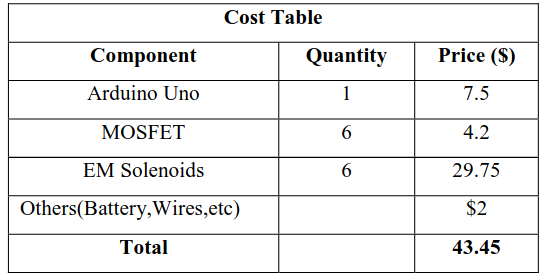 Cost Table
Component Quantity Price ($)
Arduino Uno 1 7.5
MOSFET 6 4.2
EM Solenoids 6 29.75
Others(Battery,Wires,etc) $2
Total 43.45